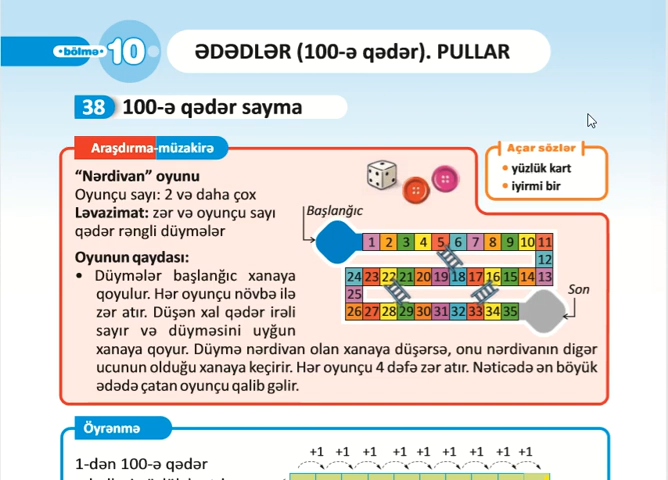 bölmə 10
ƏDƏDLƏR (100-ə qədər). PULLAR
38 100-ə qədər sayma
Araşdırma-müzakirə
Açar sözlər
• yüzlük kart
• iyirmi bir
“Nərdivan” oyunu
Oyunçu sayı: 2 və daha çox
Ləvazimat: zər və oyunçu sayı
qədər rəngli düymələr
Oyunun qaydası:
• Düymələr başlanğıc xanaya
qoyulur. Hər oyunçu növbə ilə
zər atır. Düşən xal qədər irəli
sayır və düyməsini uyğun
xanaya qoyur. Düymə nərdivan olan xanaya düşərsə, onu nərdivanın digər
ucunun olduğu xanaya keçirir. Hər oyunçu 4 dəfə zər atır. Nəticədə ən böyük
ədədə çatan oyunçu qalib gəlir.
Başlanğıc
1 2 3 4 5 6 7 8 9 10 11
12
24 23 22 21 20 19 18 17 16 15 14 13
25
26 27 28 29 30 31 32 33 34 35
Son
Öyrənmə
1-dən 100-ə qədər
+1 +1 +1 +1 +1 +1 +1 +1 +1